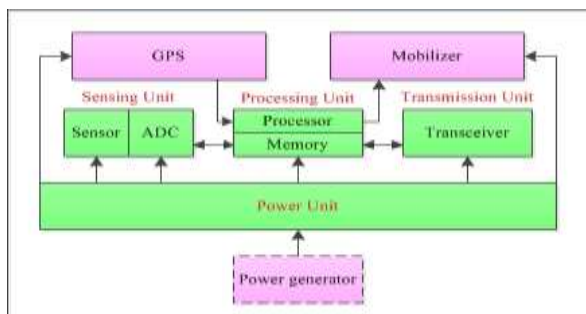 GPS
Mobilizer
Sensing Unit
Processing Unit
Transmission Unit
Sensor
ADC
Processor
Memory
Transceiver
Power Unit
Power generator